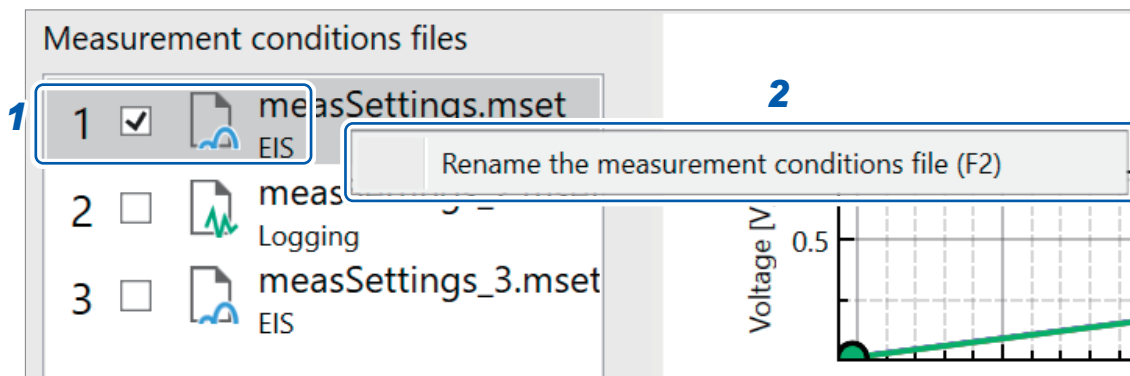 Measurement conditions files
1
1
measSettings.mset
EIS
2
Rename the measurement conditions file (F2)
2
meas
Logging
3
measSettings_3.mset
EIS
Voltage [V
0.5